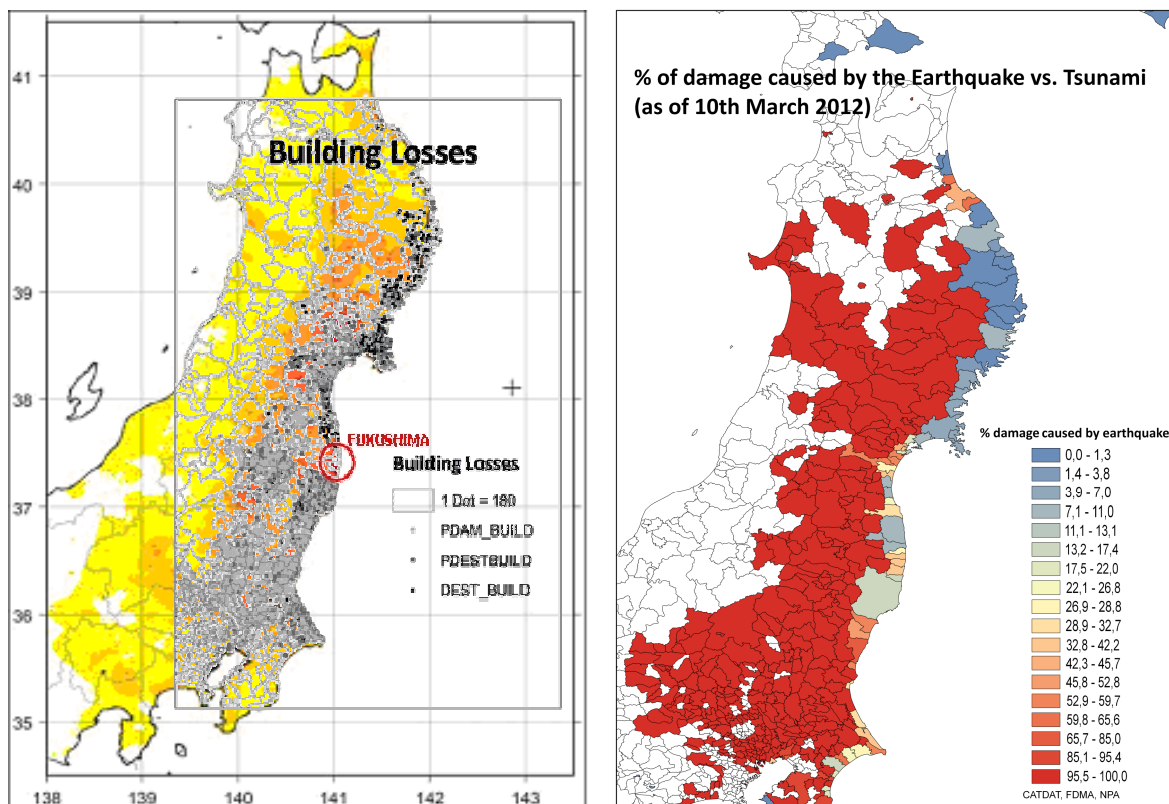 41
40
39
38
37
36
35
138
139
140
141
142
143
Building Losses
FUKUSHIMA
Building Losses
1 Dot = 180
PDAM_BUILD
PDESTBUILD
DEST_BUILD
% of damage caused by the Earthquake vs. Tsunami
(as of 10th March 2012)
% damage caused by earthquake
0,0 - 1,3
1,4 - 3,8
3,9 - 7,0
7,1 - 11,0
11,1 - 13,1
13,2 - 17,4
17,5 - 22,0
22,1 - 26,8
26,9 - 28,8
28,9 - 32,7
32,8 - 42,2
42,3 - 45,7
45,8 - 52,8
52,9 - 59,7
59,8 - 65,6
65,7 - 85,0
85,1 - 95,4
95,5 - 100,0
CATDAT, FDMA, NPA